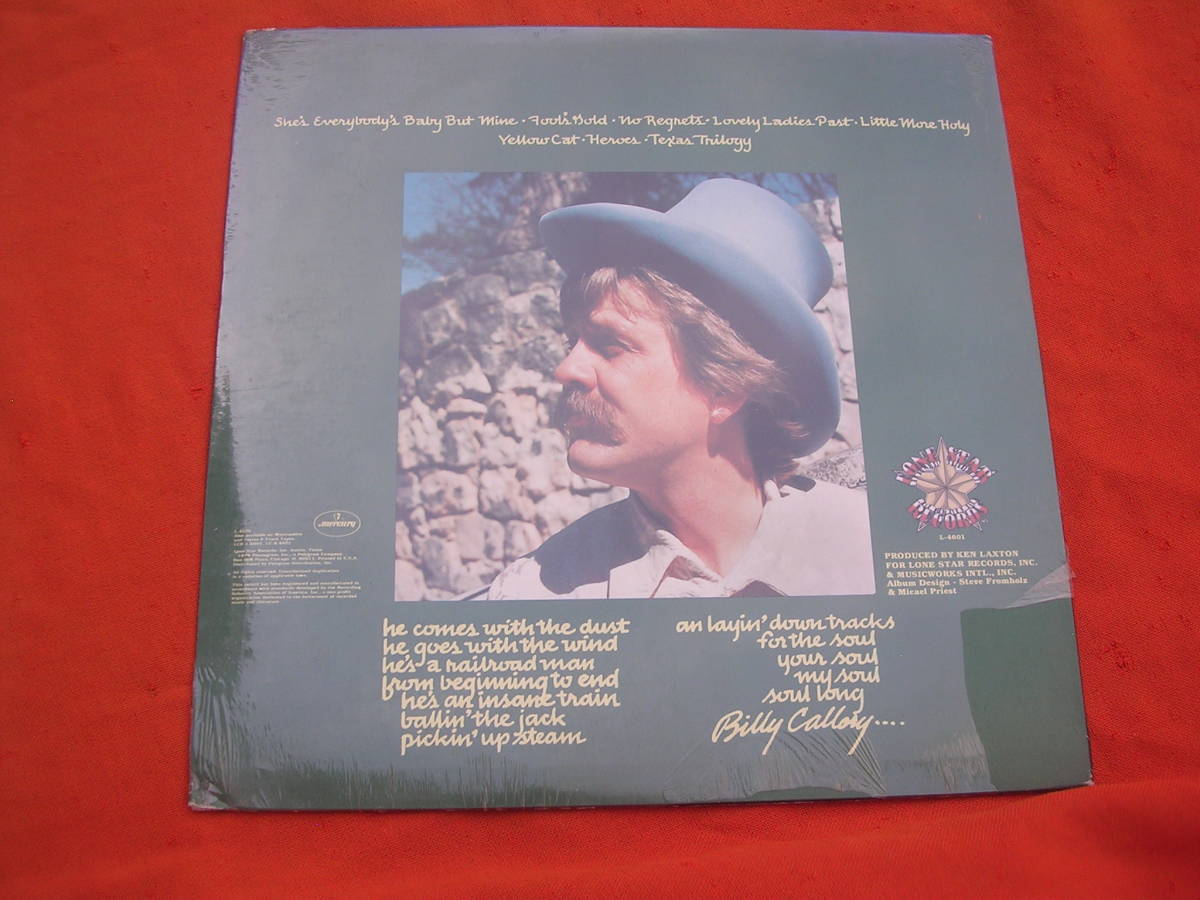 She's Everybody's Baby But Mine · Fool's Gold · No Regrets · Lovely Ladies Past · Little More Holy
Yellow Cat · Heroes · Texas Trilogy
LONE STAR
RECORDS
L-4601
mercury
PRODUCED BY KEN LAXTON
FOR LONE STAR RECORDS, INC.
& MUSICWORKS INTL., INC.
Album Design - Steve Fromholz
& Micael Priest
he comes with the dust
he goes with the wind
he's a railroad man
from beginning to end
he's an insane train
ballin' the jack
pickin' up steam
an layin' down tracks
for the soul
your soul
my soul
soul long
Billy Callery....